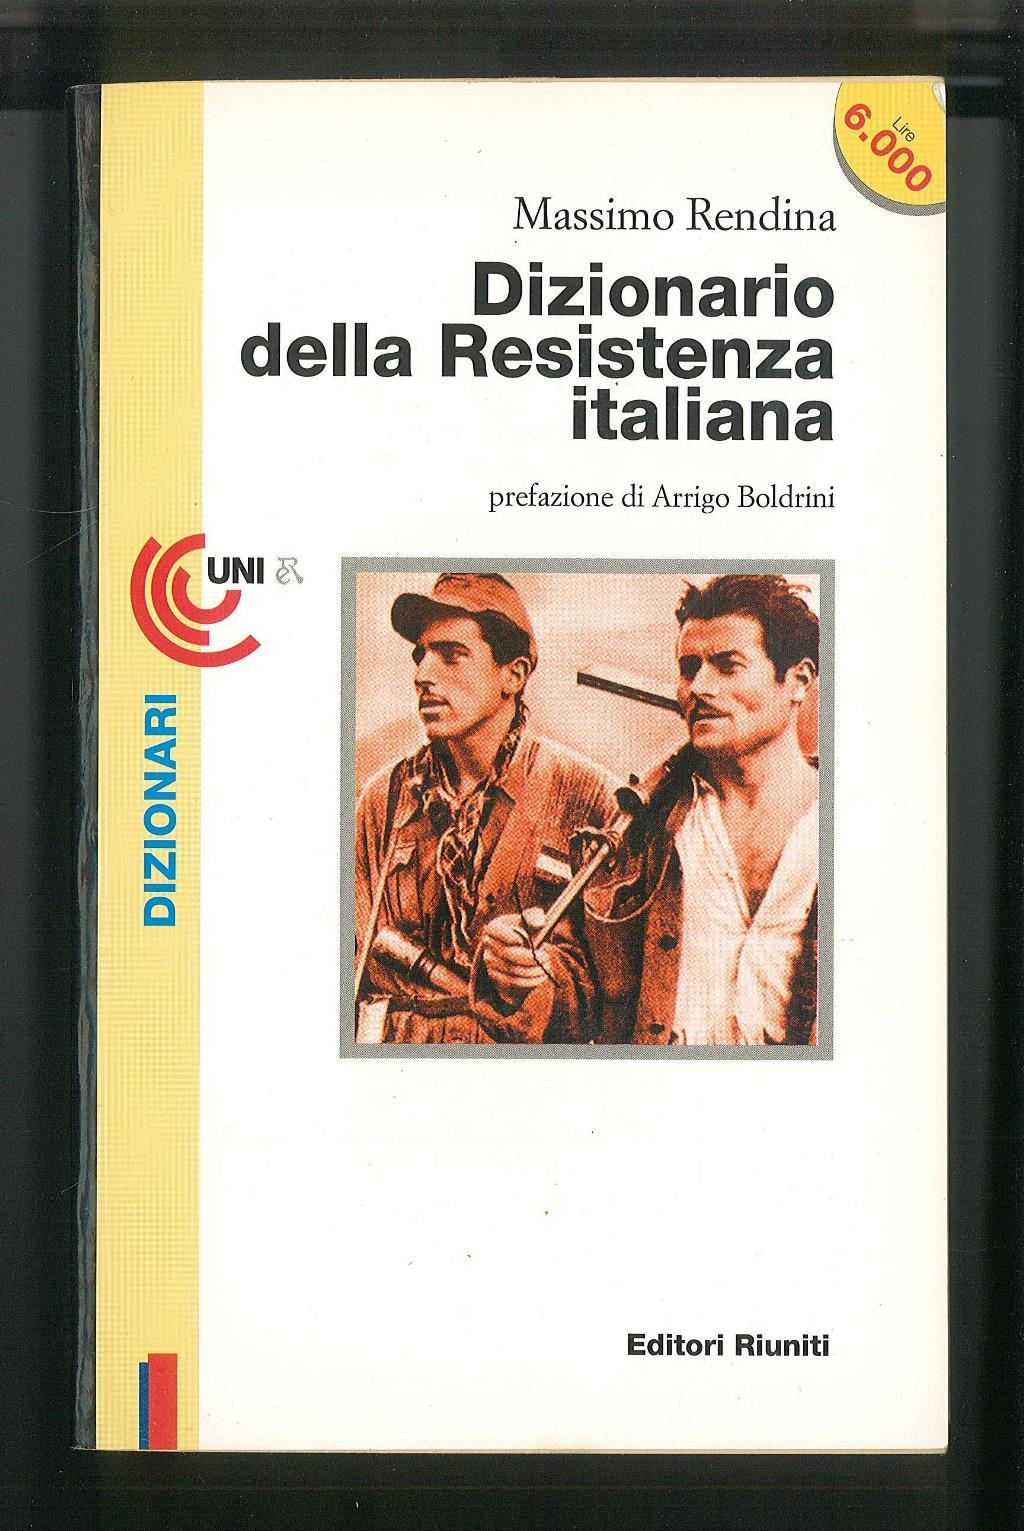 Lire
6.000
Massimo Rendina
Dizionario
della Resistenza
italiana
prefazione di Arrigo Boldrini
UNI
DIZIONARI
Editori Riuniti